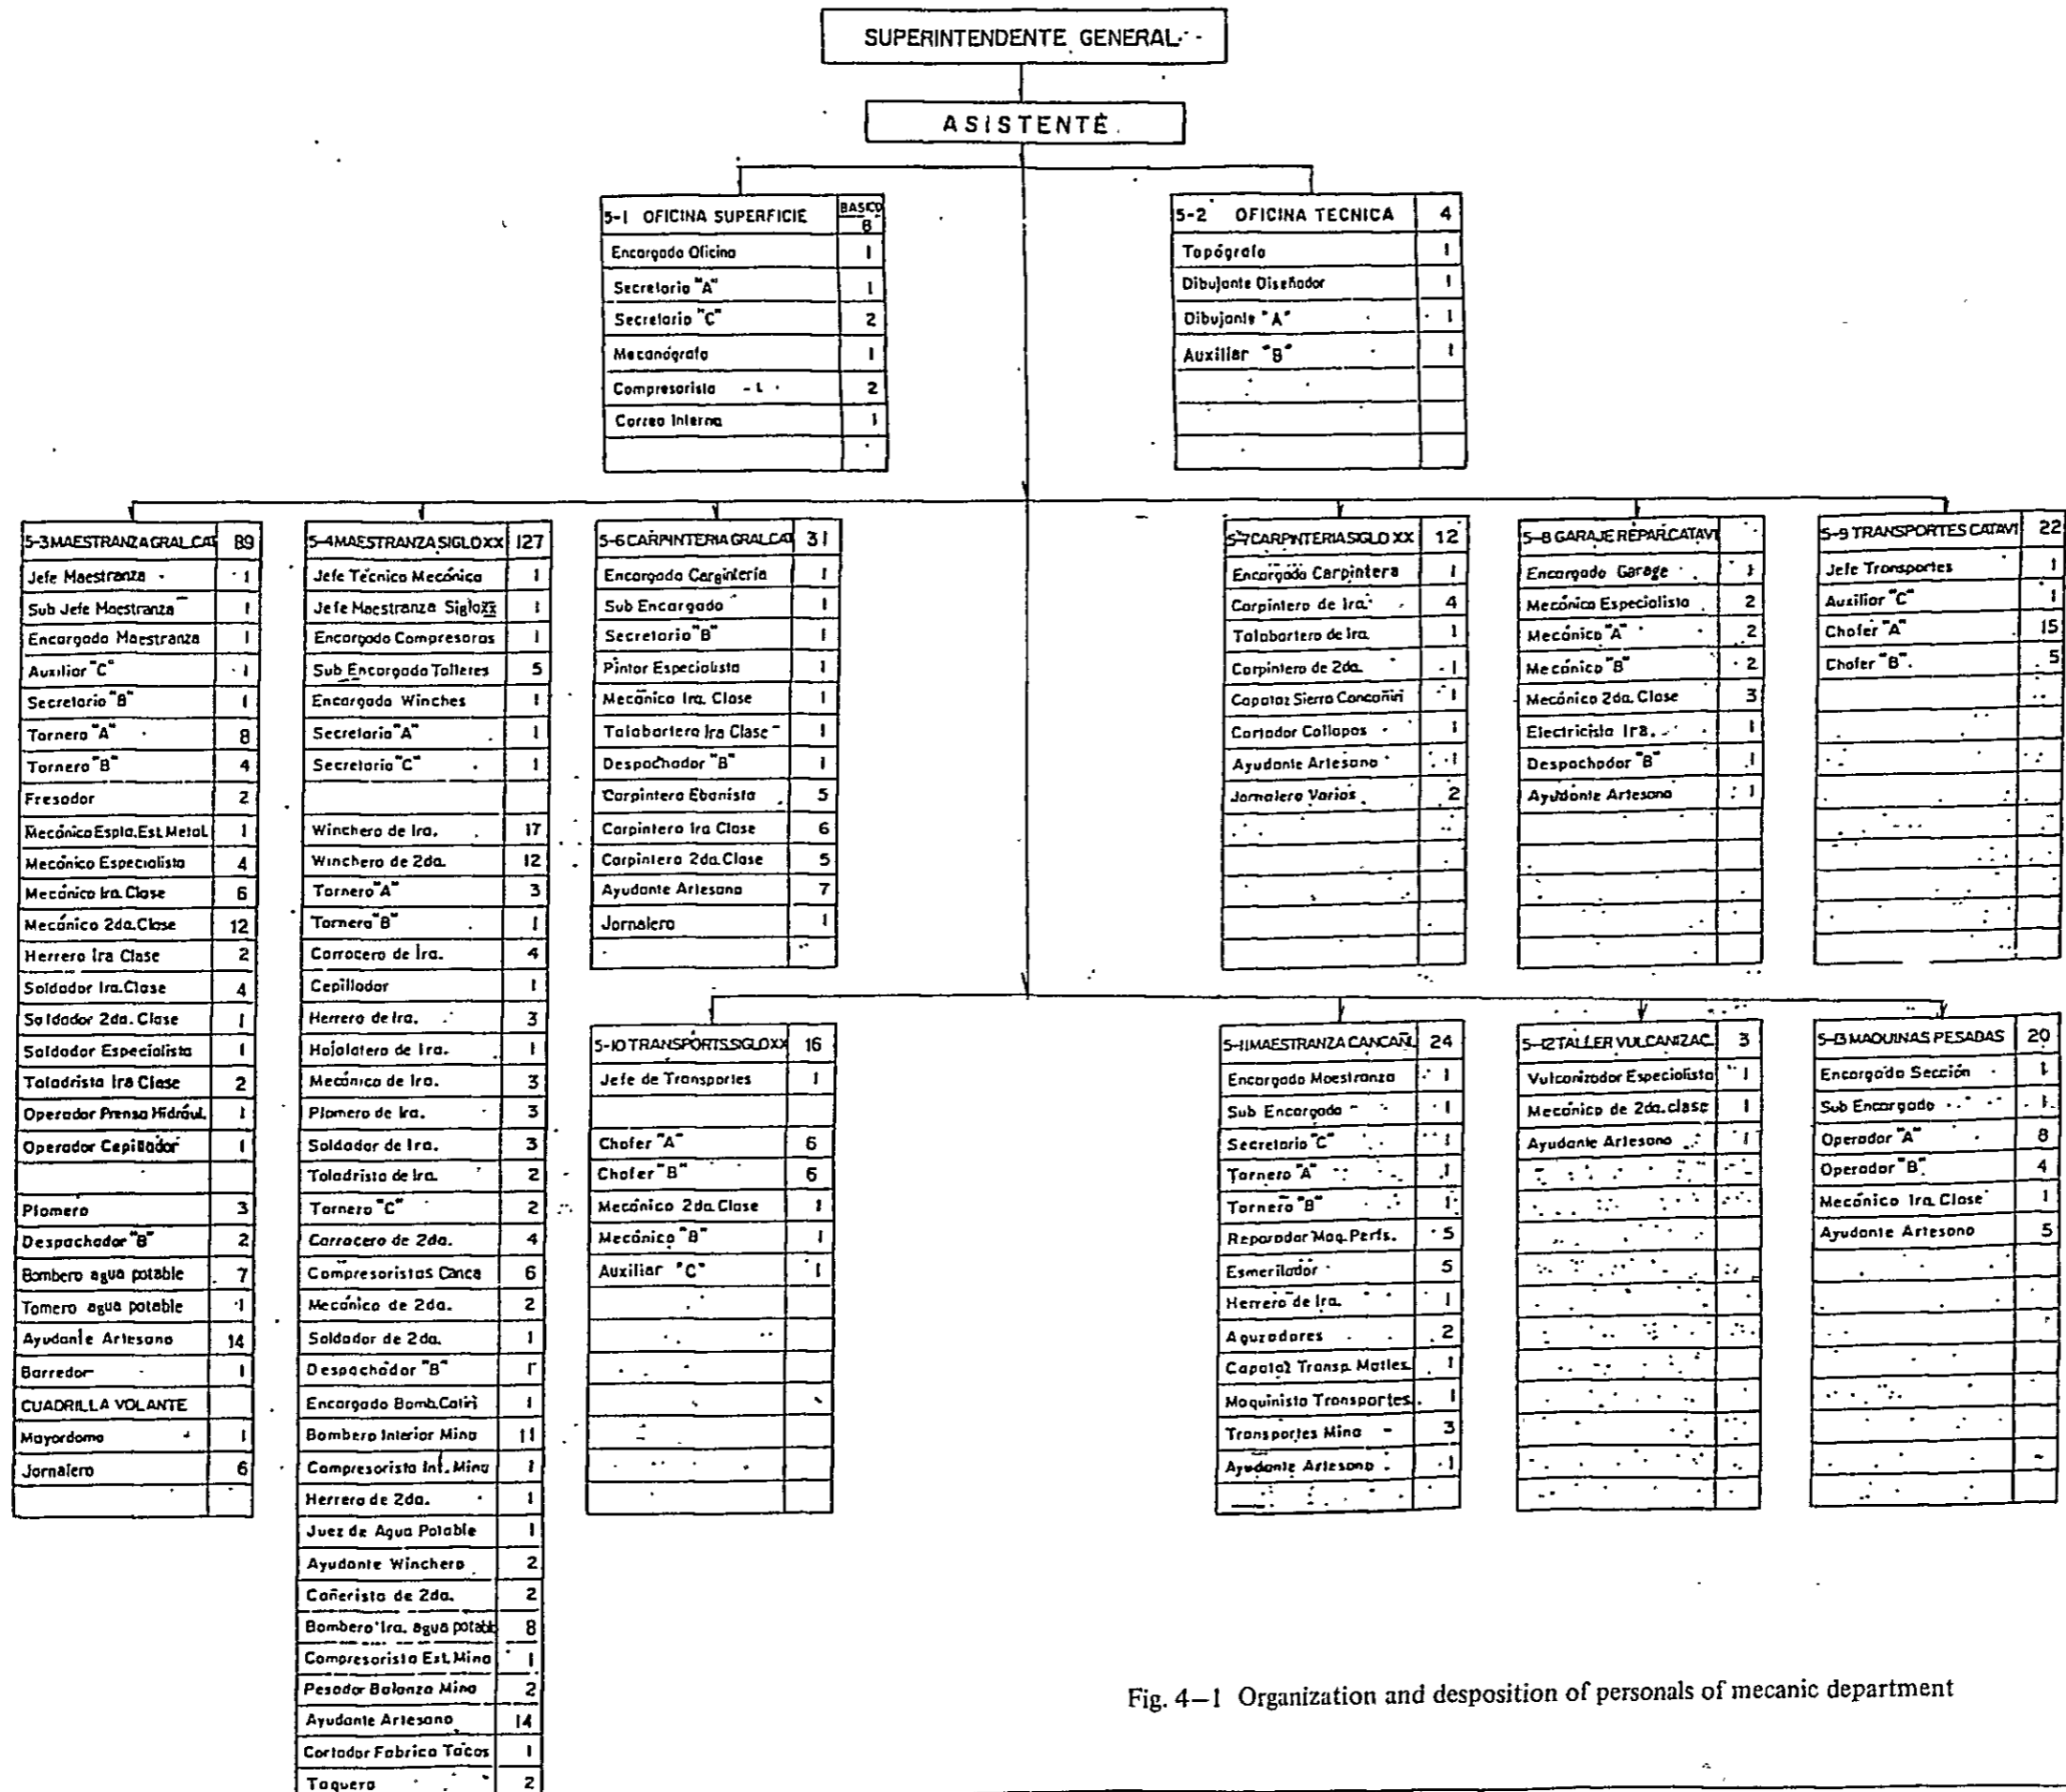 SUPERINTENDENTE GENERAL
ASISTENTE
5-1 OFICINA SUPERFICIE BASICO 8
Encargado Oficina 1
Secretario "A" 1
Secretario "C" 2
Mecanógrafo 1
Compresorista 2
Correo Interno 1
5-2 OFICINA TECNICA 4
Topógrafo 1
Dibujante Diseñador 1
Dibujante "A" 1
Auxiliar "B" 1
5-3 MAESTRANZA GRAL.CAT 89
Jefe Maestranza 1
Sub Jefe Maestranza 1
Encargado Maestranza 1
Auxiliar "C" 1
Secretario "B" 1
Tornero "A" 8
Tornero "B" 4
Fresador 2
Mecánico Espla. Est. Metal. 1
Mecánico Especialista 4
Mecánico Ira. Clase 6
Mecánico 2da. Clase 12
Herrero Ira Clase 2
Soldador Ira. Clase 4
Soldador 2da. Clase 1
Soldador Especialista 1
Taladrista Ira Clase 2
Operador Prensa Hidrául. 1
Operador Cepillador 1
Plomero 3
Despachador "B" 2
Bombero agua potable 7
Tomero agua potable 1
Ayudante Artesano 14
Barredor 1
CUADRILLA VOLANTE
Mayordomo 1
Jornalero 6
5-4 MAESTRANZA SIGLO XX 127
Jefe Técnico Mecánico 1
Jefe Maestranza Siglo XX 1
Encargado Compresoras 1
Sub Encargado Talleres 5
Encargado Winches 1
Secretario "A" 1
Secretario "C" 1
Winchero de Ira. 17
Winchero de 2da. 12
Tornero "A" 3
Tornero "B" 1
Carrocero de Ira. 4
Cepillador 1
Herrero de Ira. 3
Hojalatero de Ira. 1
Mecánico de Ira. 3
Plomero de Ira. 3
Soldador de Ira. 3
Taladrista de Ira. 2
Tornero "C" 2
Carrocero de 2da. 4
Compresoristas Canca 6
Mecánico de 2da. 2
Soldador de 2da. 1
Despachador "B" 1
Encargado Bomb. Catiri 1
Bombero Interior Mina 11
Compresorista Int. Mina 1
Herrero de 2da. 1
Juez de Agua Potable 1
Ayudante Winchero 2
Cañerista de 2da. 2
Bombero Ira. agua potabl 8
Compresorista Ext. Mina 1
Pesador Balanza Mina 2
Ayudante Artesano 14
Cortador Fabrica Tacos 1
Taquero 2
5-6 CARPINTERIA GRAL.CAT 31
Encargado Carpintería 1
Sub Encargado 1
Secretario "B" 1
Pintor Especialista 1
Mecánico Ira. Clase 1
Talabartero Ira Clase 1
Despachador "B" 1
Carpintero Ebanista 5
Carpintero Ira Clase 6
Carpintero 2da Clase 5
Ayudante Artesano 7
Jornalero 1
5-7 CARPINTERIA SIGLO XX 12
Encargado Carpintera 1
Carpintero de Ira. 4
Talabartero de Ira. 1
Carpintero de 2da. 1
Capataz Sierra Cancañiri 1
Cortador Callapos 1
Ayudante Artesano 1
Jornalero Varios 2
5-8 GARAJE REPAR.CATAVI
Encargado Garage 1
Mecánico Especialista 2
Mecánico "A" 2
Mecánico "B" 2
Mecánico 2da. Clase 3
Electricista Ira. 1
Despachador "B" 1
Ayudante Artesano 1
5-9 TRANSPORTES CATAVI 22
Jefe Transportes 1
Auxiliar "C" 1
Chofer "A" 15
Chofer "B". 5
5-10 TRANSPORTS.SIGLO XX 16
Jefe de Transportes 1
Chofer "A" 6
Chofer "B" 6
Mecánico 2da. Clase 1
Mecánico "B" 1
Auxiliar "C" 1
5-11 MAESTRANZA CANCAÑ. 24
Encargado Maestranza 1
Sub Encargado 1
Secretario "C" 1
Tornero "A" 1
Tornero "B" 1
Reparador Maq. Perfs. 5
Esmerilador 5
Herrero de Ira. 1
Aguzadores 2
Capataz Transp. Matles. 1
Maquinista Transportes. 1
Transportes Mina 3
Ayudante Artesano 1
5-12 TALLER VULCANIZAC. 3
Vulcanizador Especialista 1
Mecánico de 2da. clase 1
Ayudante Artesano 1
5-13 MAQUINAS PESADAS 20
Encargado Sección 1
Sub Encargado 1
Operador "A" 8
Operador "B". 4
Mecánico Ira. Clase 1
Ayudante Artesano 5
Fig. 4-1 Organization and desposition of personals of mecanic department